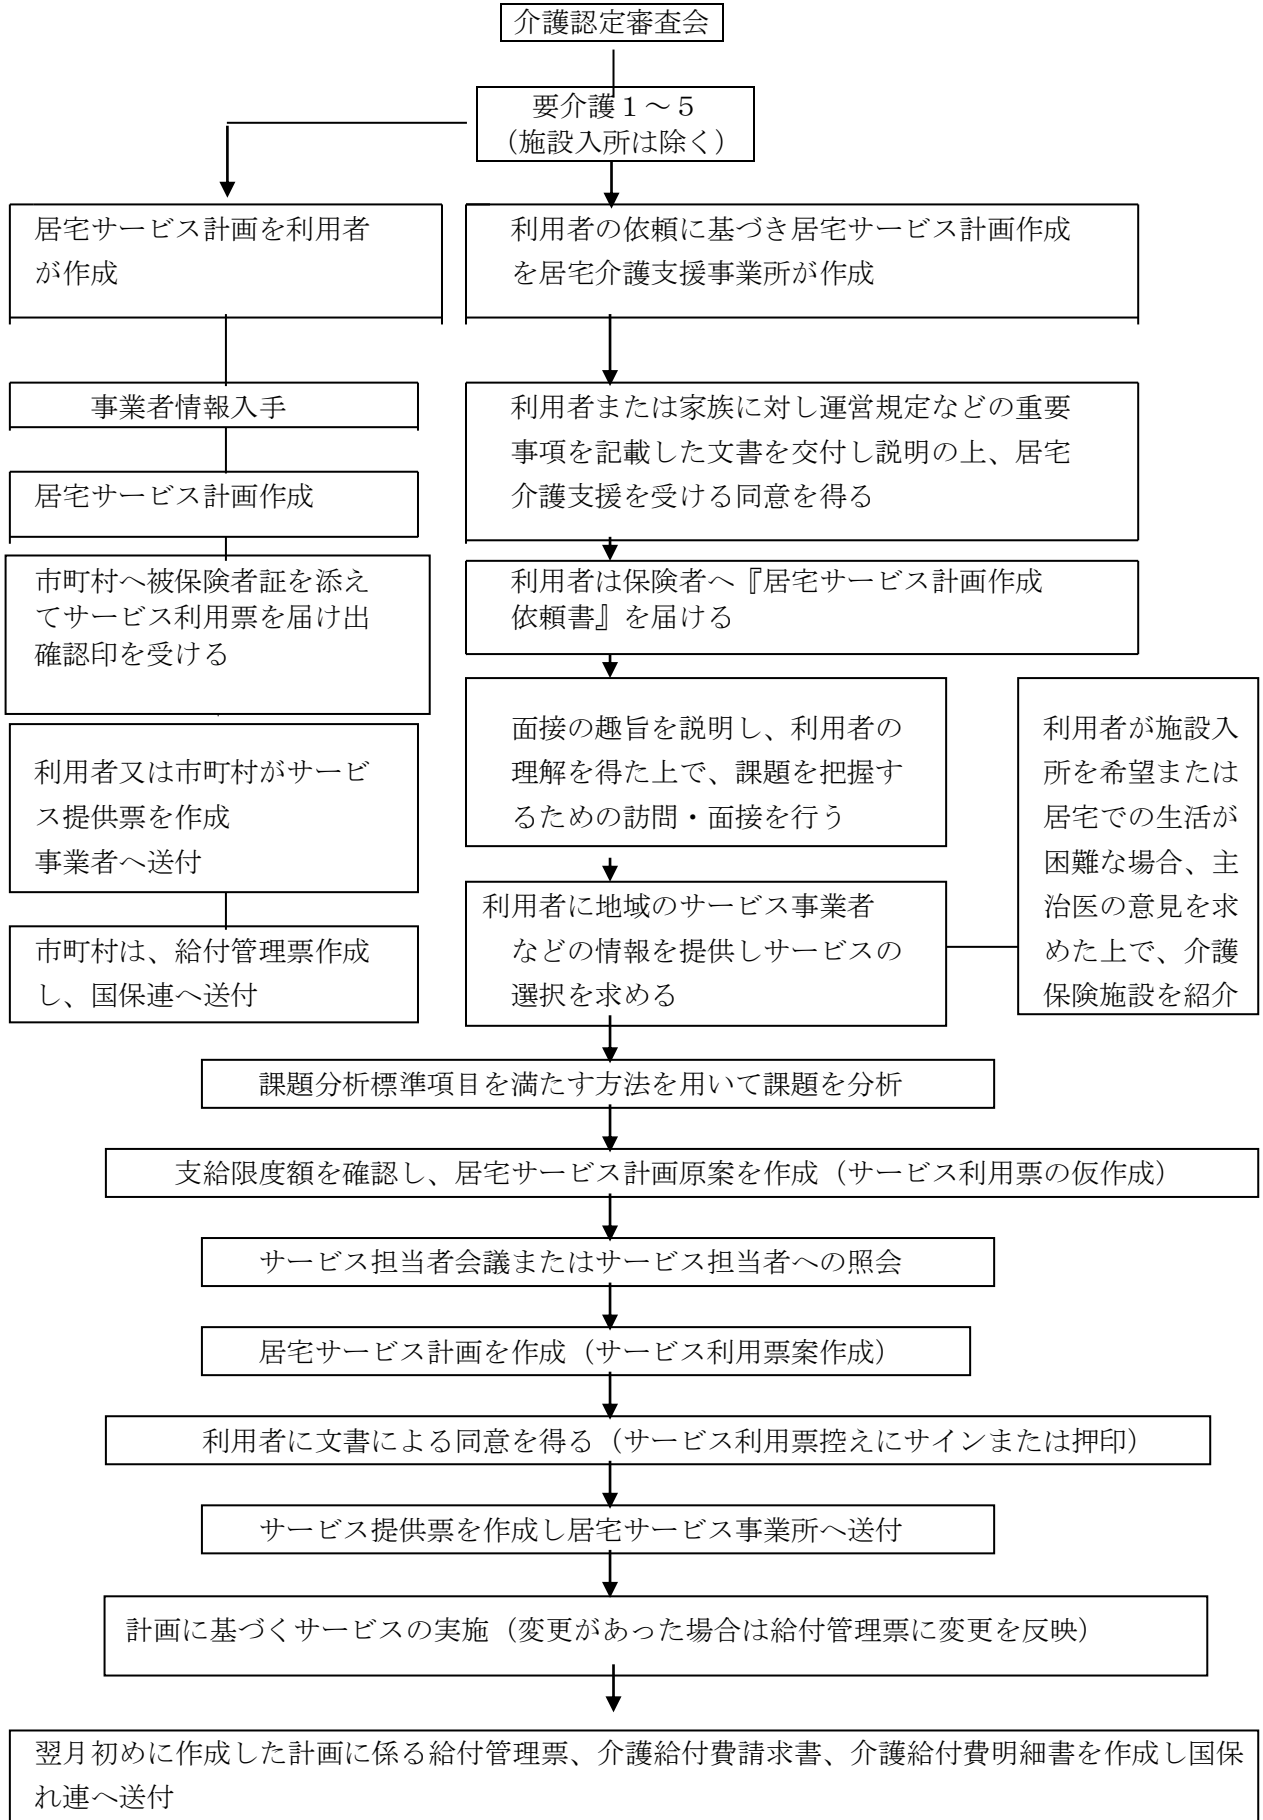 介護認定審査会
要介護１～５
（施設入所は除く）
居宅サービス計画を利用者
が作成
事業者情報入手
居宅サービス計画作成
市町村へ被保険者証を添え
てサービス利用票を届け出
確認印を受ける
利用者又は市町村がサービ
ス提供票を作成
事業者へ送付
市町村は、給付管理票作成
し、国保連へ送付
利用者の依頼に基づき居宅サービス計画作成
を居宅介護支援事業所が作成
利用者または家族に対し運営規定などの重要
事項を記載した文書を交付し説明の上、居宅
介護支援を受ける同意を得る
利用者は保険者へ『居宅サービス計画作成
依頼書』を届ける
面接の趣旨を説明し、利用者の
理解を得た上で、課題を把握す
るための訪問・面接を行う
利用者に地域のサービス事業者
などの情報を提供しサービスの
選択を求める
利用者が施設入
所を希望または
居宅での生活が
困難な場合、主
治医の意見を求
めた上で、介護
保険施設を紹介
課題分析標準項目を満たす方法を用いて課題を分析
支給限度額を確認し、居宅サービス計画原案を作成（サービス利用票の仮作成）
サービス担当者会議またはサービス担当者への照会
居宅サービス計画を作成（サービス利用票案作成）
利用者に文書による同意を得る（サービス利用票控えにサインまたは押印）
サービス提供票を作成し居宅サービス事業所へ送付
計画に基づくサービスの実施（変更があった場合は給付管理票に変更を反映）
翌月初めに作成した計画に係る給付管理票、介護給付費請求書、介護給付費明細書を作成し国保
れ連へ送付